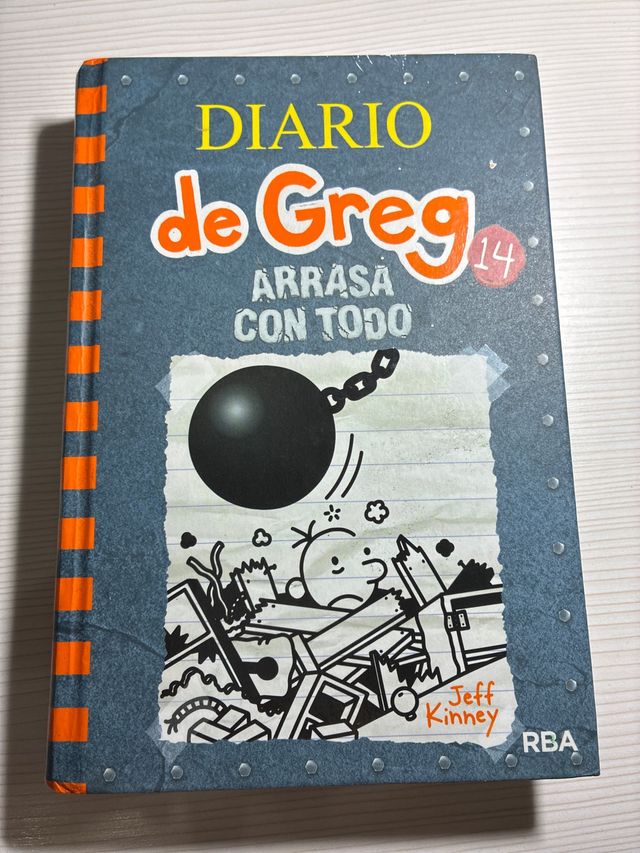 DIARIO
de Greg
14
ARRASA
CON TODO
Jeff
Kinney
RBA